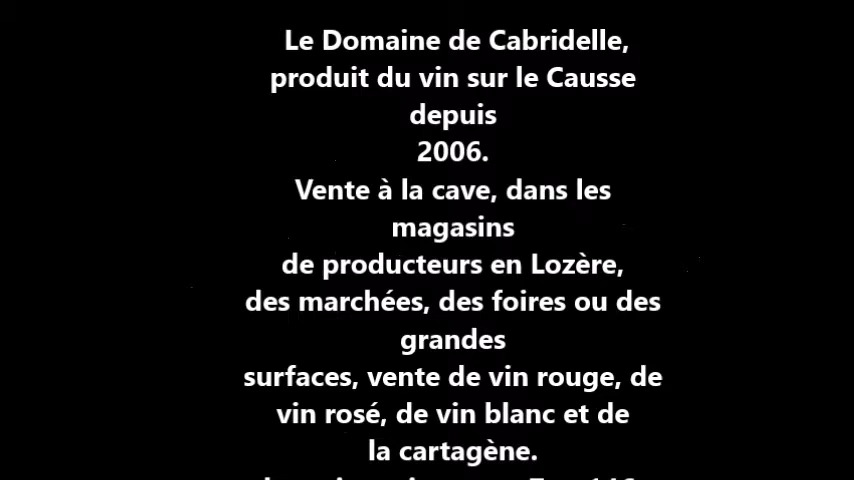 Le Domaine de Cabridelle,
produit du vin sur le Causse
depuis
2006.
Vente à la cave, dans les
magasins
de producteurs en Lozère,
des marchées, des foires ou des
grandes
surfaces, vente de vin rouge, de
vin rosé, de vin blanc et de
la cartagène.